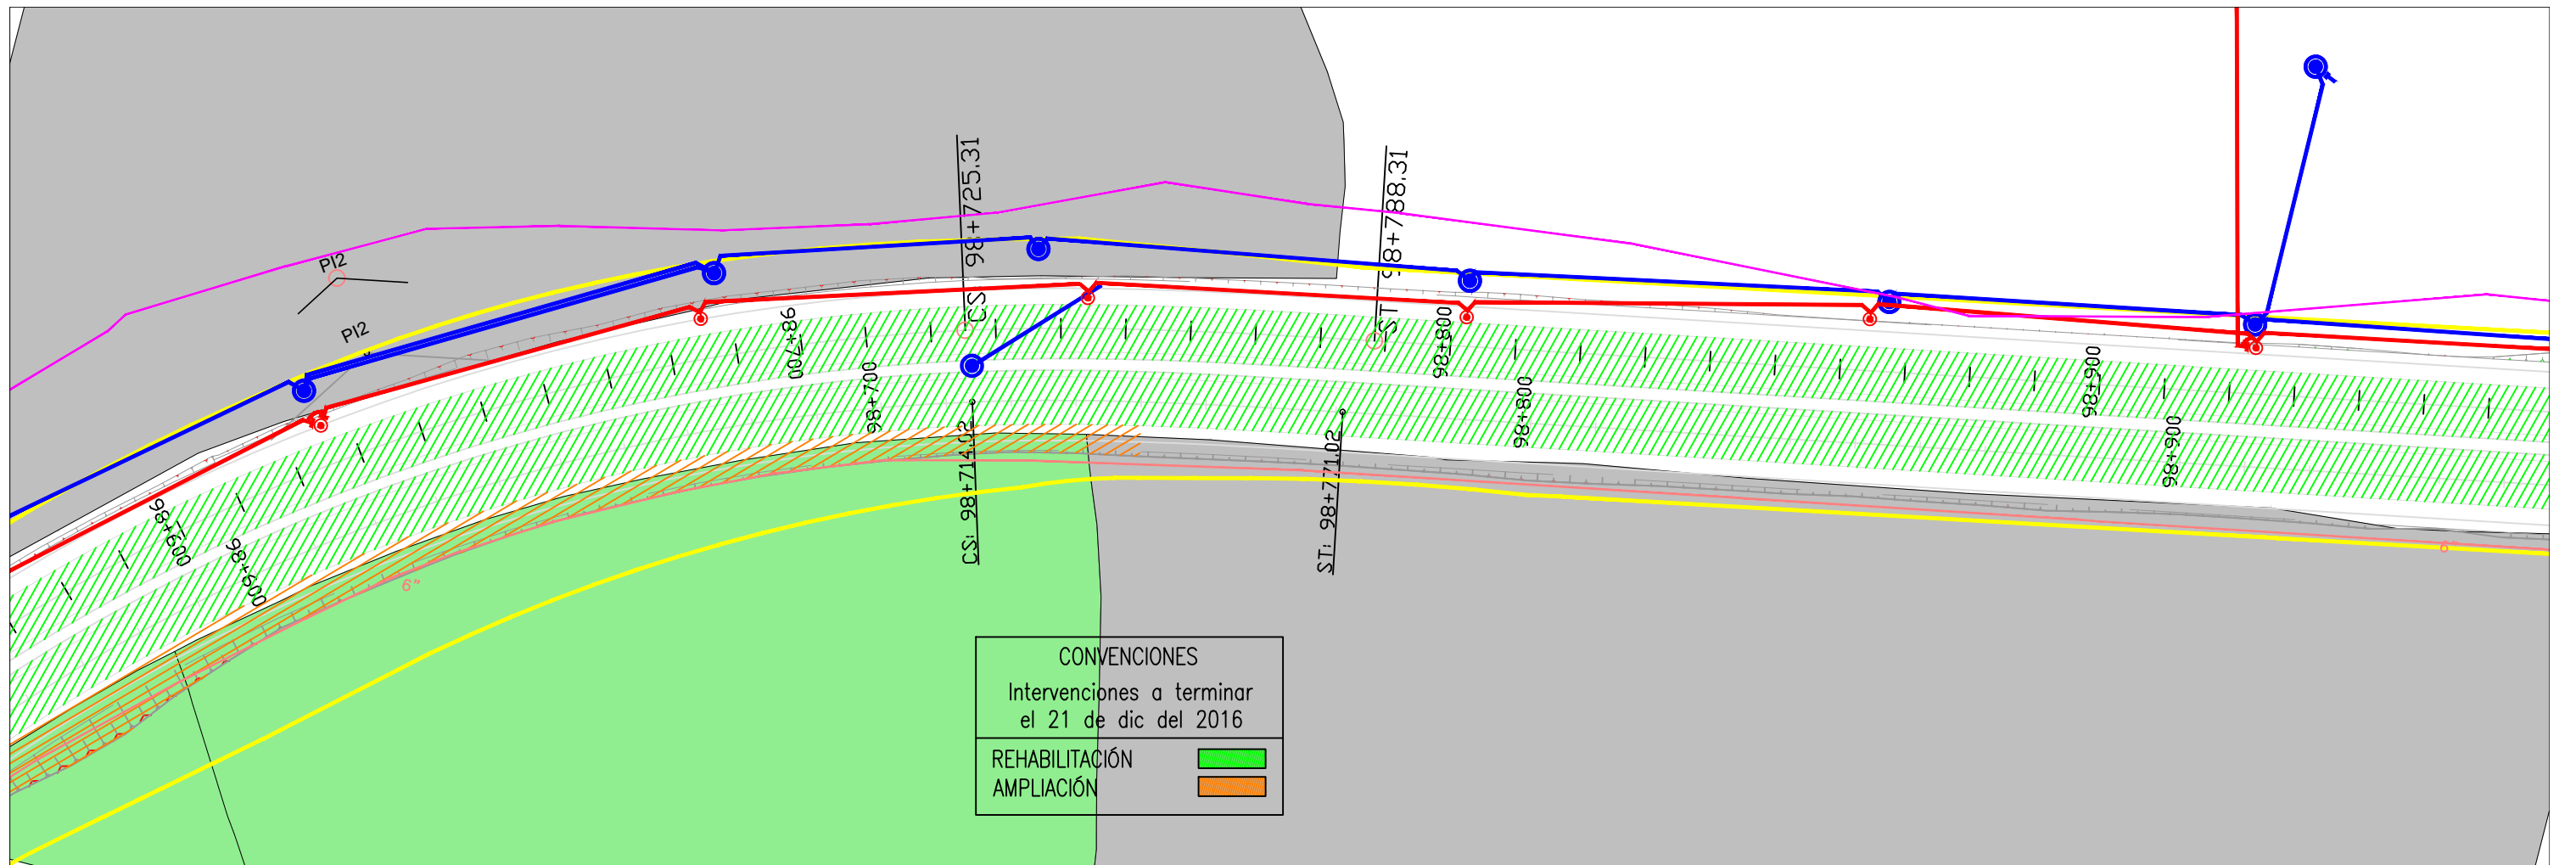 PI2
PI2
CS: 98+725.31
ST 98+788.31
98+600
98+600
98+700
98+700
98+800
98+800
98+900
98+900
CS: 98+714.02
ST: 98+771.02
6"
6"
CONVENCIONES
Intervenciones a terminar
el 21 de dic del 2016
REHABILITACIÓN
AMPLIACIÓN